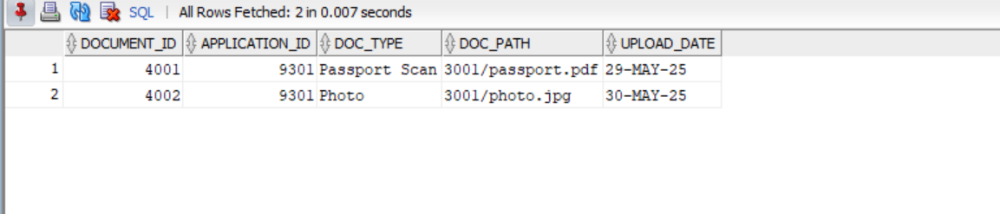 SQL | All Rows Fetched: 2 in 0.007 seconds
DOCUMENT_ID APPLICATION_ID DOC_TYPE DOC_PATH UPLOAD_DATE
1 4001 9301 Passport Scan 3001/passport.pdf 29-MAY-25
2 4002 9301 Photo 3001/photo.jpg 30-MAY-25